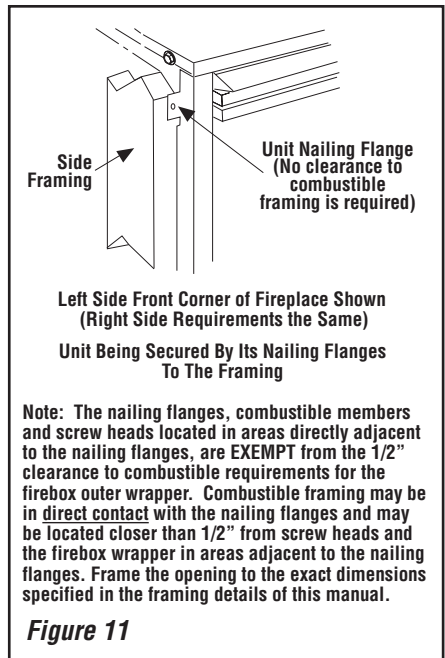 Side
Framing
Unit Nailing Flange
(No clearance to
combustible
framing is required)
Left Side Front Corner of Fireplace Shown
(Right Side Requirements the Same)
Unit Being Secured By Its Nailing Flanges
To The Framing
Note: The nailing flanges, combustible members
and screw heads located in areas directly adjacent
to the nailing flanges, are EXEMPT from the 1/2”
clearance to combustible requirements for the
firebox outer wrapper. Combustible framing may be
in direct contact with the nailing flanges and may
be located closer than 1/2” from screw heads and
the firebox wrapper in areas adjacent to the nailing
flanges. Frame the opening to the exact dimensions
specified in the framing details of this manual.
Figure 11